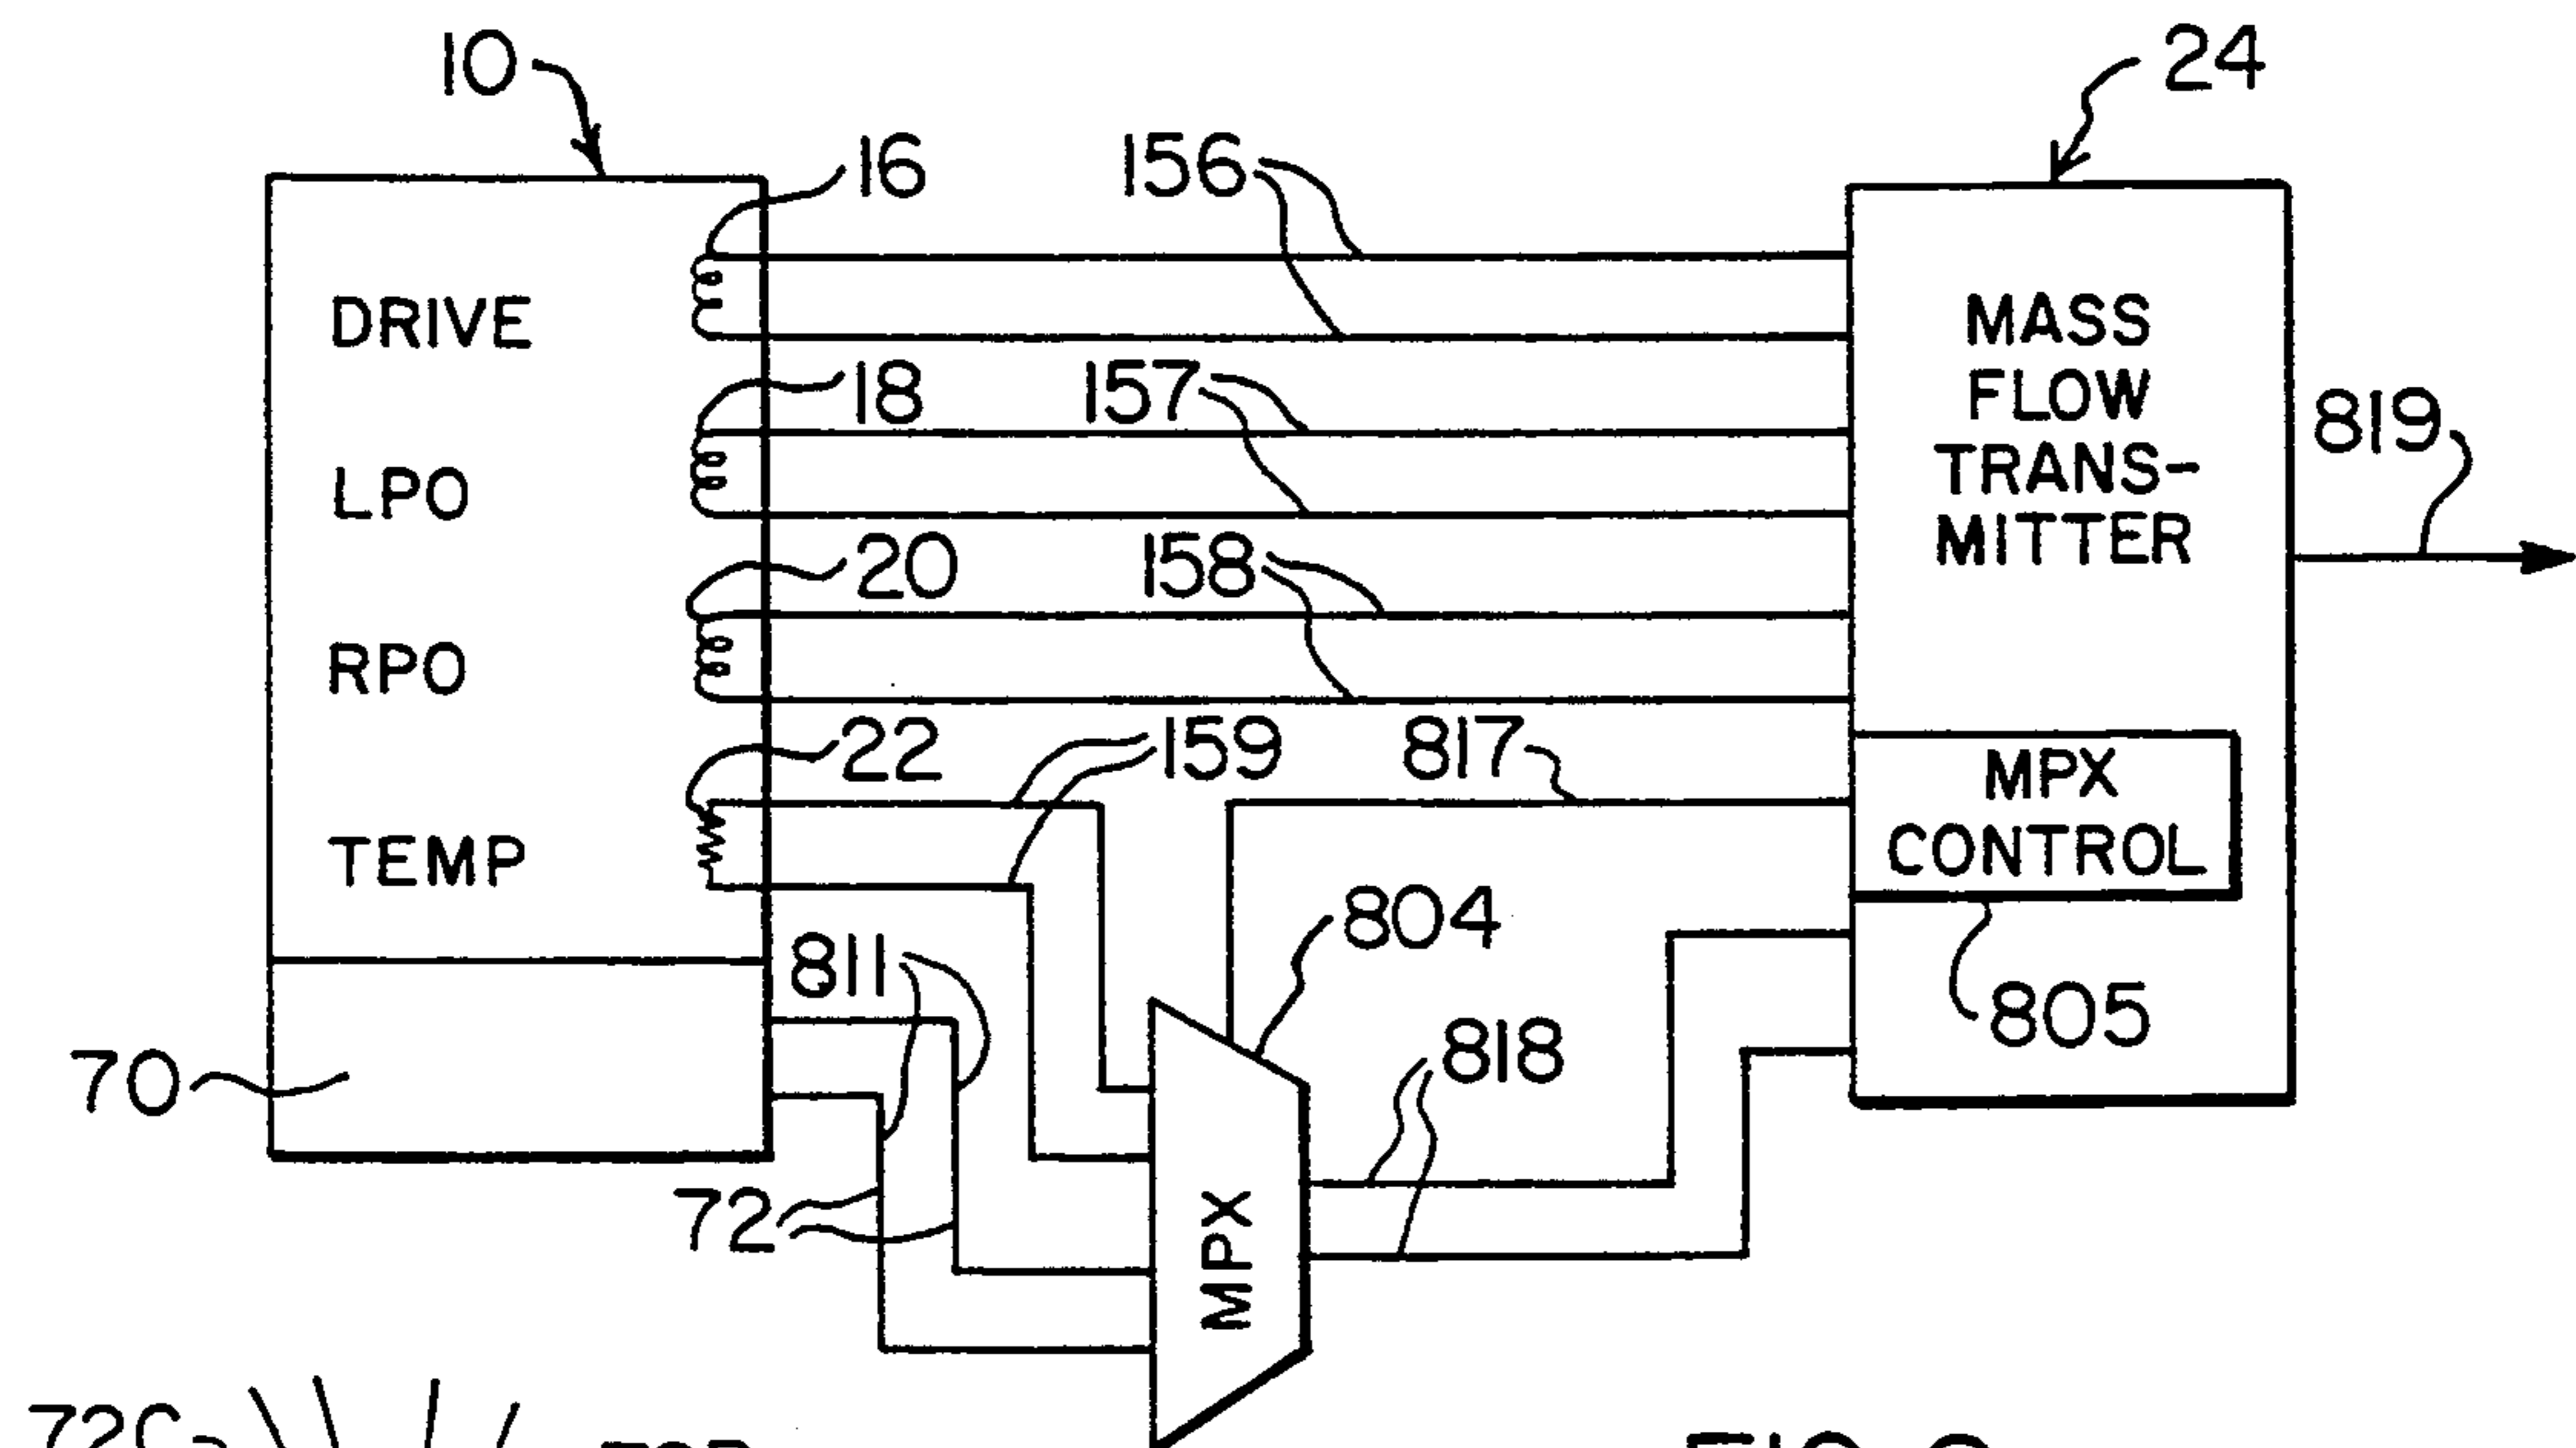 10
24
16
156
DRIVE
MASS
FLOW
TRANS-
MITTER
18
157
819
LPO
20
158
RPO
22
159
817
MPX
CONTROL
TEMP
804
811
818
805
70
72
MPX
72C